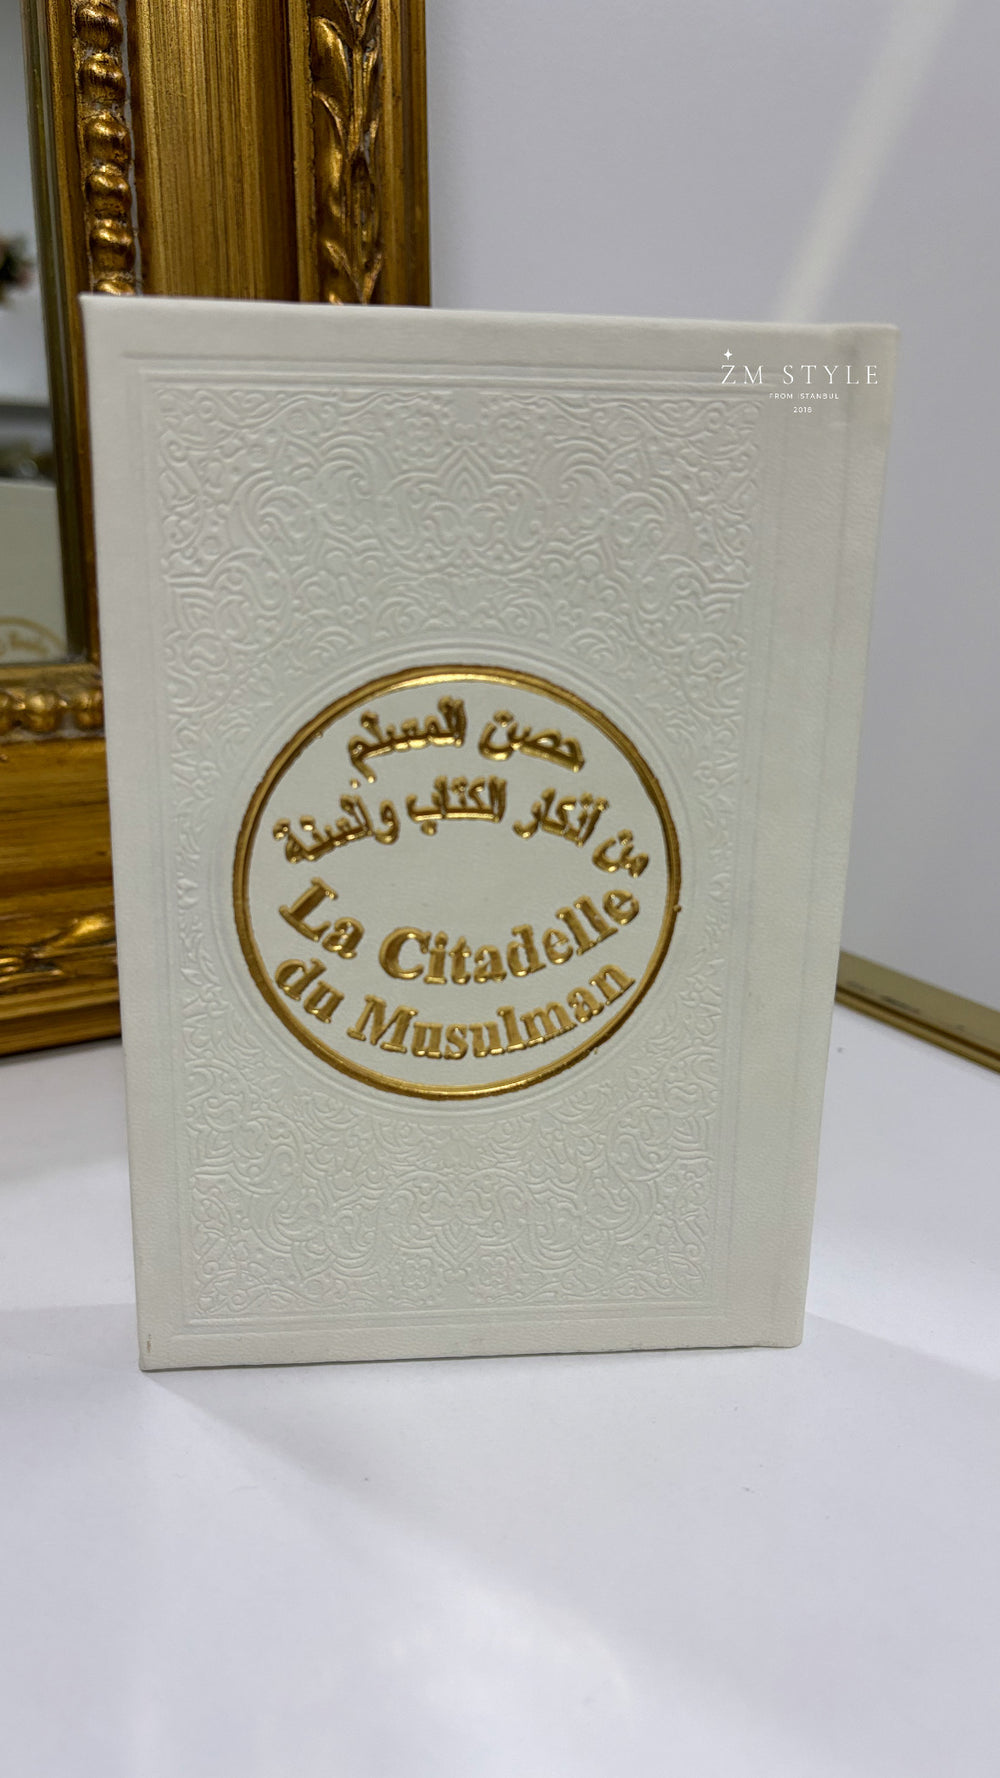 ZM STYLE
FROM ISTANBUL
2018
حصن المسلم
من أذكار الكتاب والسنة
La Citadelle
du Musulman